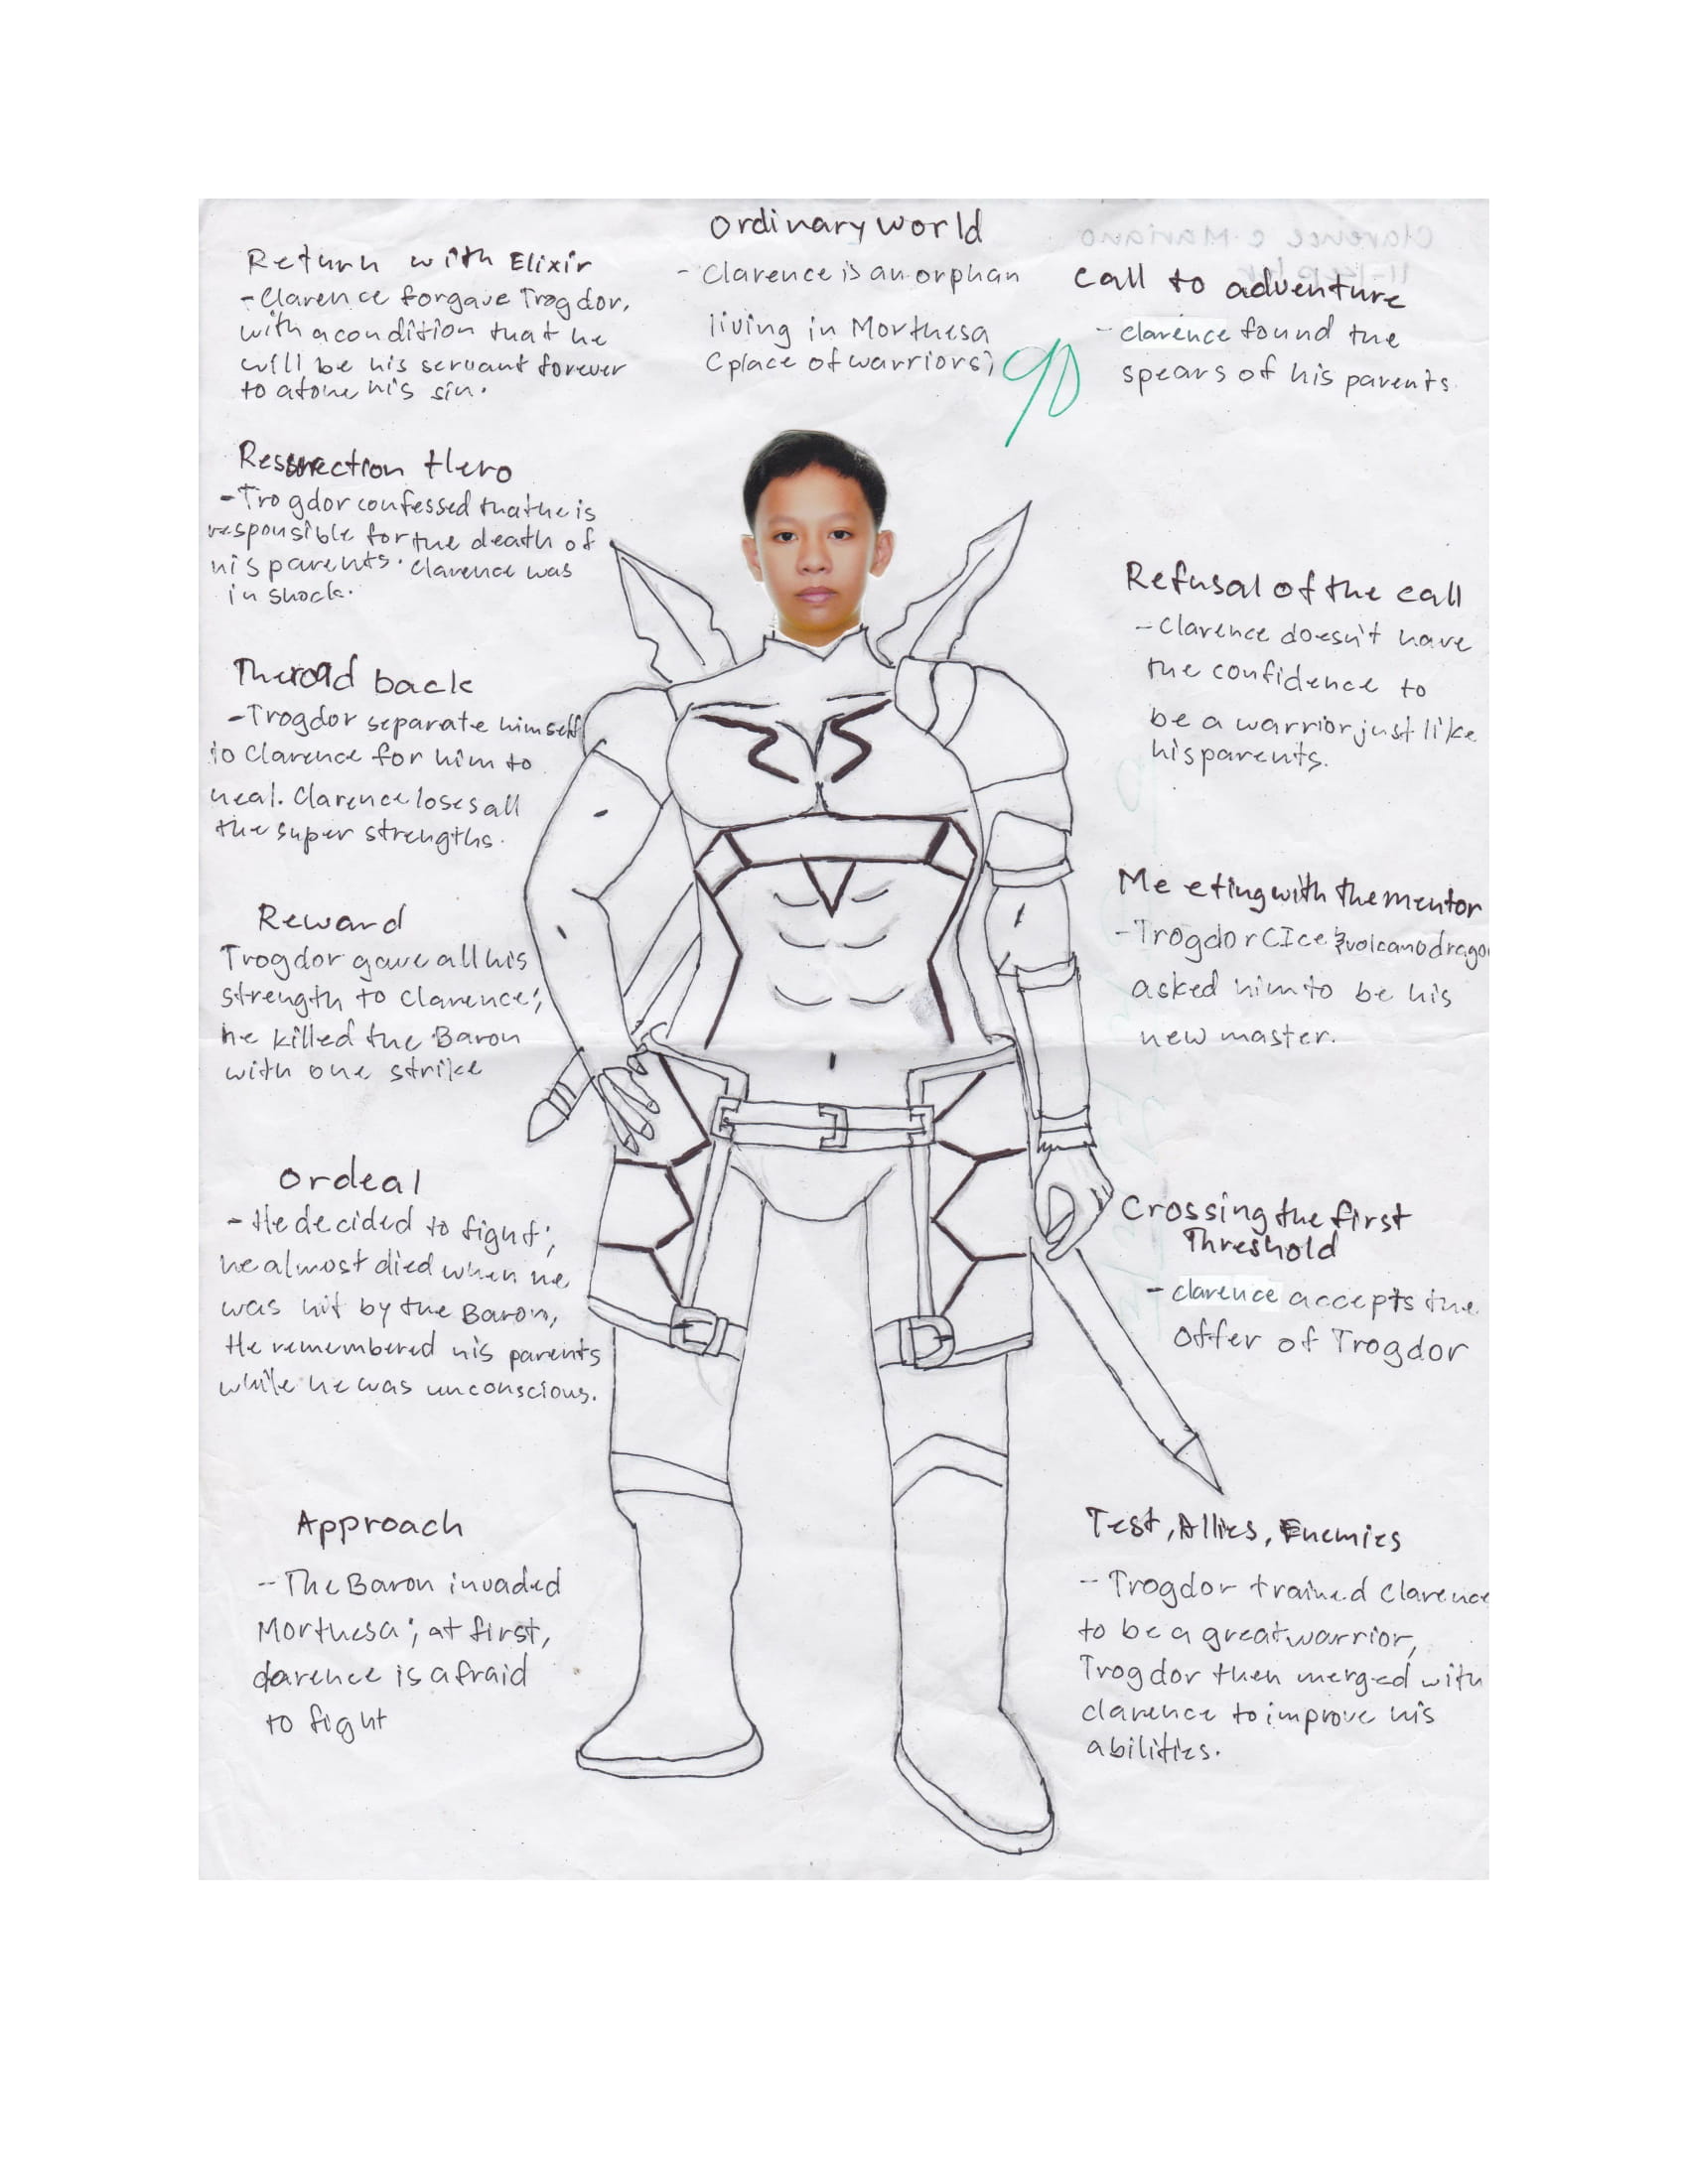 Ordinary world
- Clarence is an orphan
living in Morthesa
(place of warriors)
90
Call to adventure
- clarence found the
spears of his parents.
Refusal of the call
- Clarence doesn't have
the confidence to
be a warrior just like
his parents.
Meeting with the mentor
- Trogdor (Ice & volcano drago
asked him to be his
new master.
Crossing the first
Threshold
- clarence accepts the
offer of Trogdor
Test, Allies, Enemies
- Trogdor trained Clarence
to be a great warrior,
Trogdor then merged with
clarence to improve his
abilities.
Approach
- The Baron invaded
Morthesa; at first,
clarence is afraid
to fight
Ordeal
- He decided to fight;
he almost died when he
was hit by the Baron,
He remembered his parents
while he was unconscious.
Reward
Trogdor gave all his
strength to Clarence;
he killed the Baron
with one strike
The road back
- Trogdor separate himself
to Clarence for him to
heal. Clarence loses all
the super strengths.
Resurrection Hero
- Trogdor confessed that he is
responsible for the death of
his parents. Clarence was
in shock.
Return with Elixir
- Clarence forgave Trogdor,
with a condition that he
will be his servant forever
to atone his sin.
Clarence C. Mariano